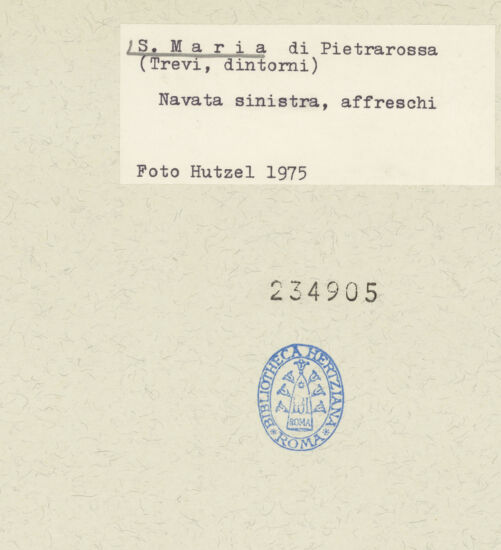 S. Maria di Pietrarossa
(Trevi, dintorni)
Navata sinistra, affreschi
Foto Hutzel 1975
234905
BIBLIOTHECA HERTZIANA
ROMA
* ROMA *